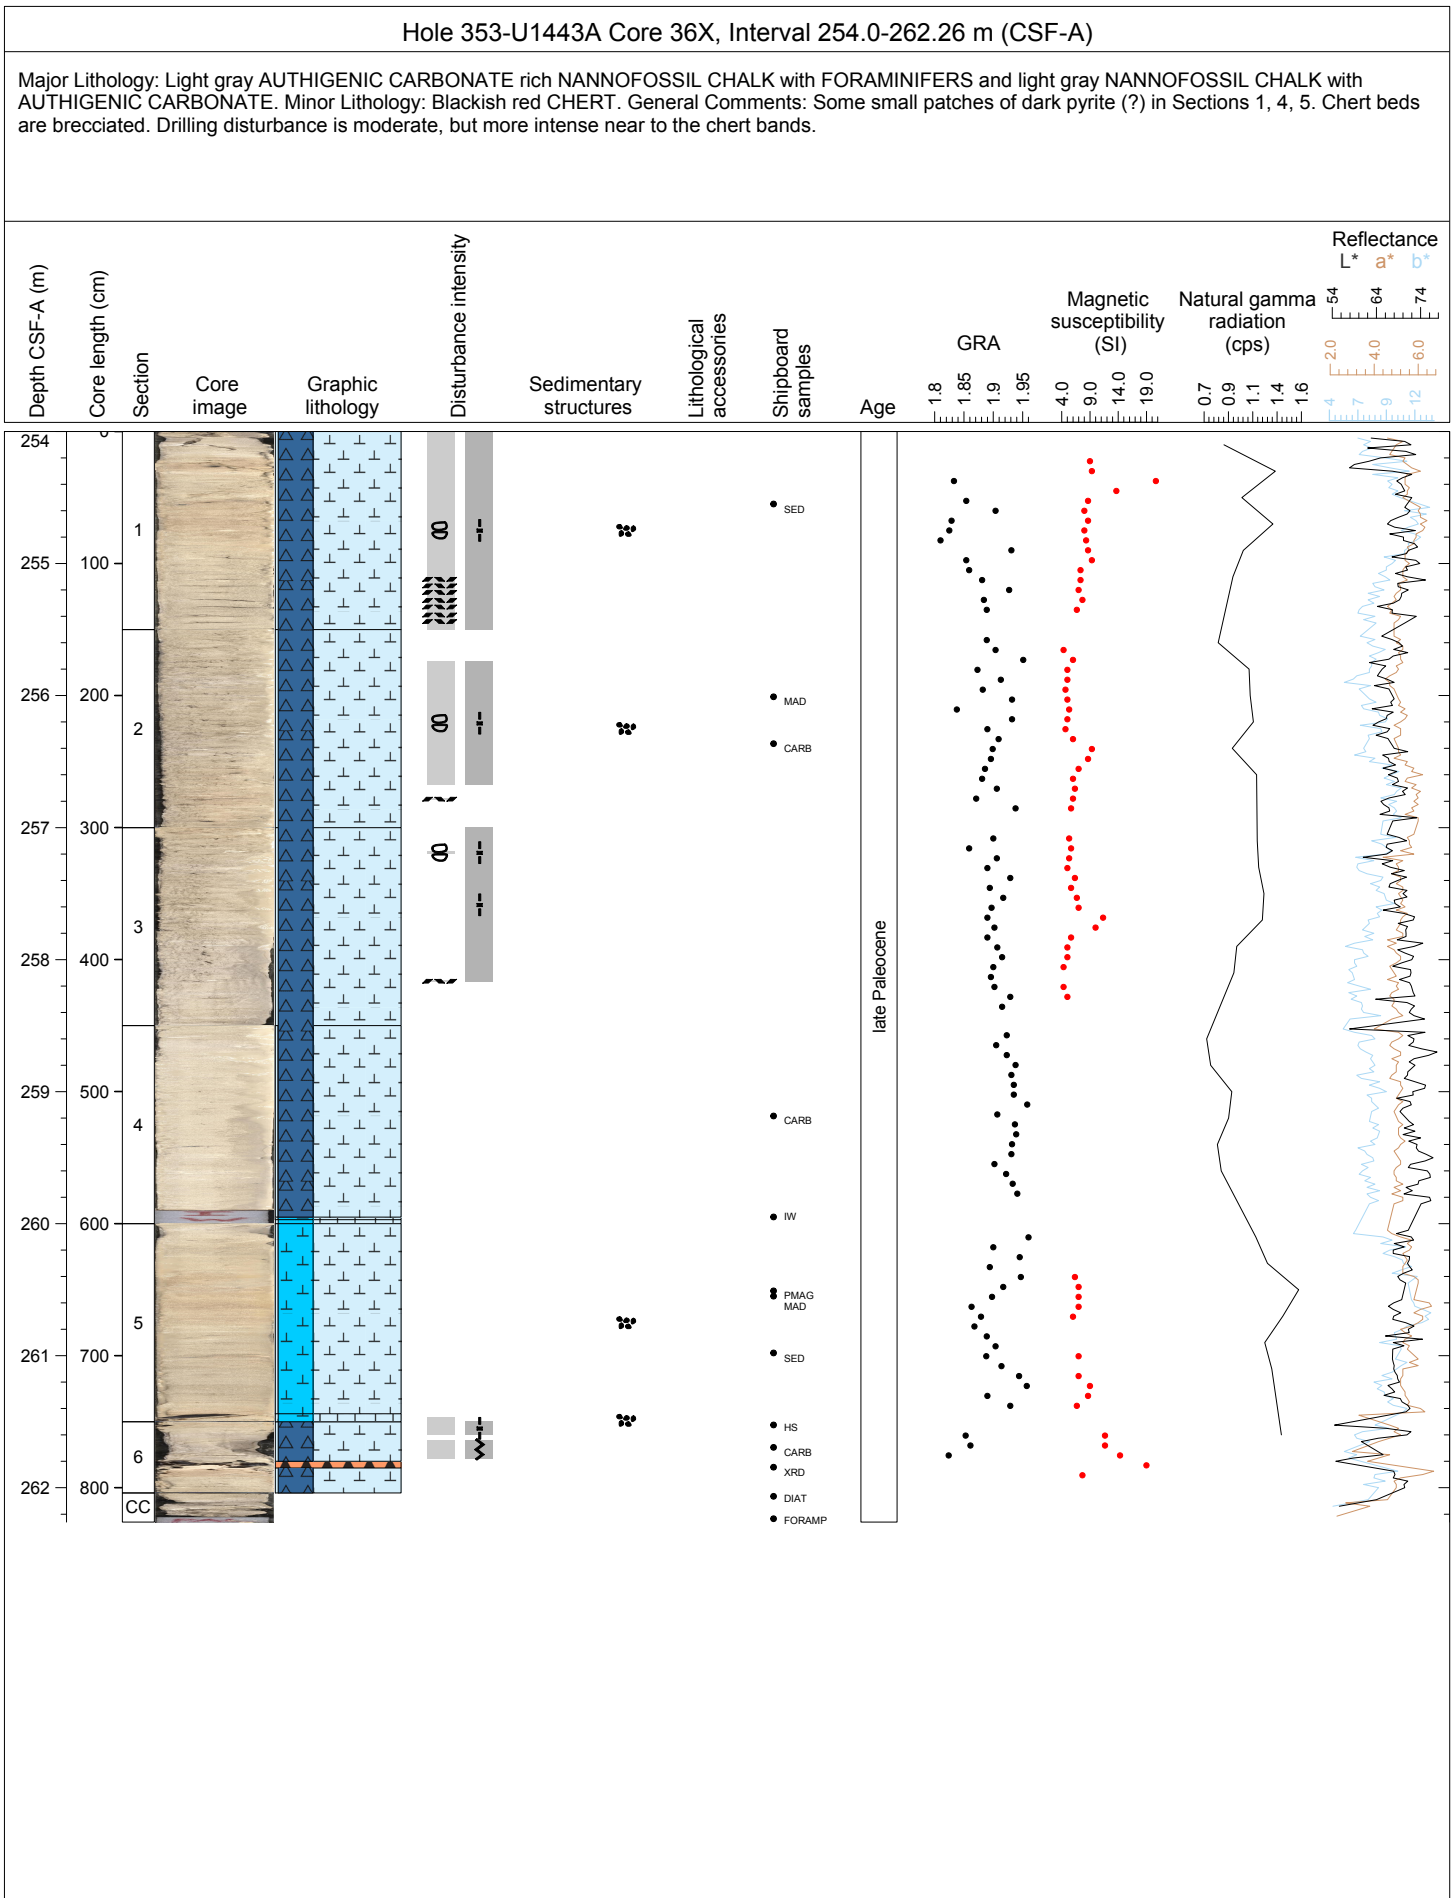 Hole 353-U1443A Core 36X, Interval 254.0-262.26 m (CSF-A)
Major Lithology: Light gray AUTHIGENIC CARBONATE rich NANNOFOSSIL CHALK with FORAMINIFERS and light gray NANNOFOSSIL CHALK with
AUTHIGENIC CARBONATE. Minor Lithology: Blackish red CHERT. General Comments: Some small patches of dark pyrite (?) in Sections 1, 4, 5. Chert beds
are brecciated. Drilling disturbance is moderate, but more intense near to the chert bands.
Depth CSF-A (m)
Core length (cm)
Section
Core
image
Graphic
lithology
Disturbance intensity
Sedimentary
structures
Lithological
accessories
Shipboard
samples
Age
GRA
1.8 1.85 1.9 1.95
Magnetic
susceptibility
(SI)
4.0 9.0 14.0 19.0
Natural gamma
radiation
(cps)
0.7 0.9 1.1 1.4 1.6
Reflectance
L* a* b*
54 64 74
2.0 4.0 6.0
4 7 9 12
254
255
256
257
258
259
260
261
262
0
100
200
300
400
500
600
700
800
1
2
3
4
5
6
CC
SED
MAD
CARB
CARB
IW
PMAG
MAD
SED
HS
CARB
XRD
DIAT
FORAMP
late Paleocene